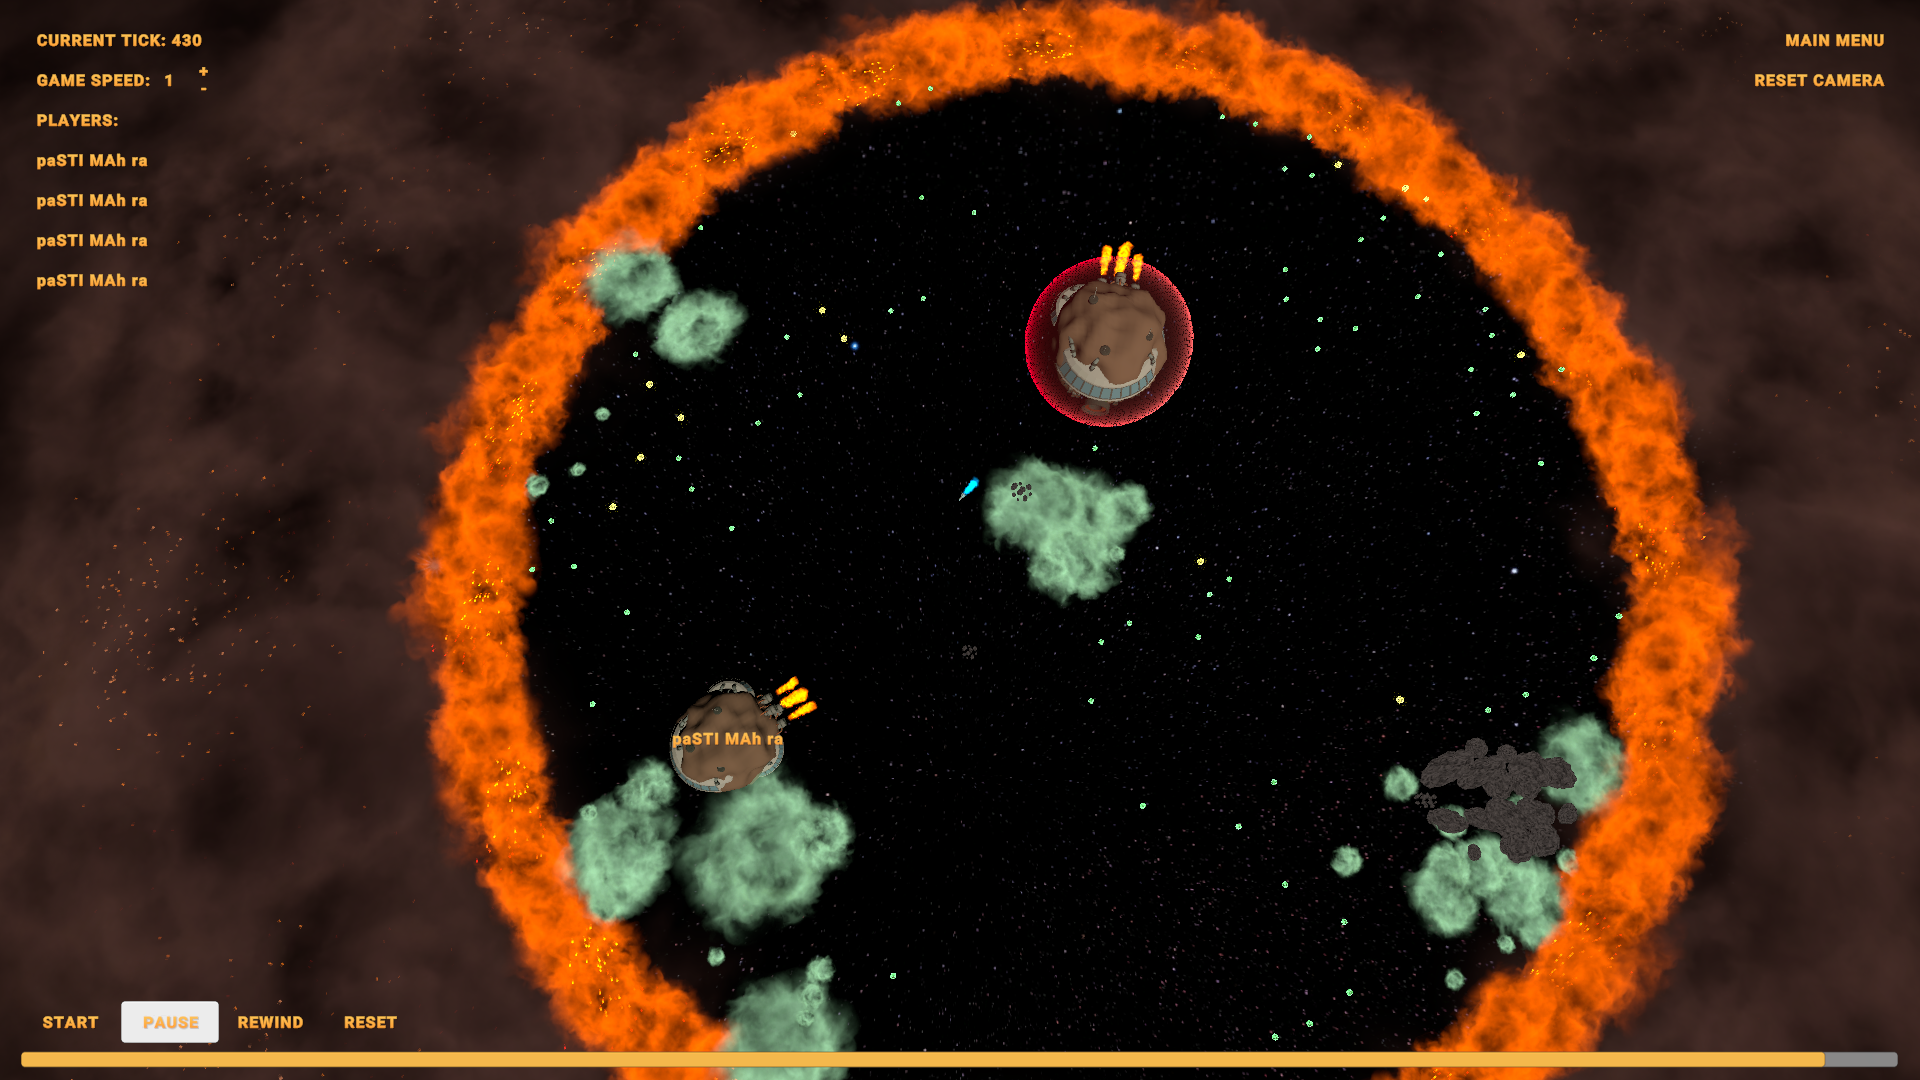 CURRENT TICK: 430
GAME SPEED: 1 + -
PLAYERS:
paSTI MAh ra
paSTI MAh ra
paSTI MAh ra
paSTI MAh ra
MAIN MENU
RESET CAMERA
paSTI MAh ra
START PAUSE REWIND RESET